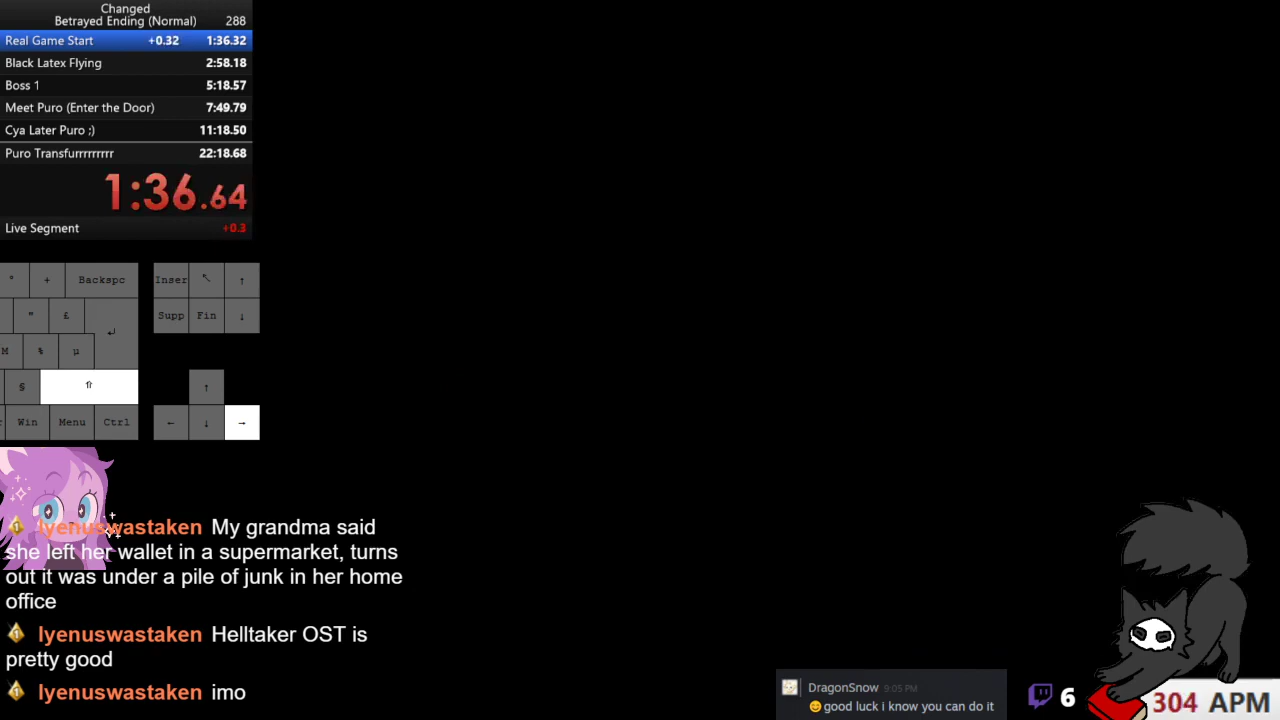 Changed
Betrayed Ending (Normal) 288
Real Game Start +0.32 1:36.32
Black Latex Flying 2:58.18
Boss 1 5:18.57
Meet Puro (Enter the Door) 7:49.79
Cya Later Puro ;) 11:18.50
Puro Transfurrrrrrrrr 22:18.68
1:36.64
Live Segment +0.3
° + Backspc Inser ↖ ↑
" £ ↵ Supp Fin ↓
M % µ
§ ⇧ ↑
Win Menu Ctrl ← ↓ →
lyenuswastaken My grandma said
she left her wallet in a supermarket, turns
out it was under a pile of junk in her home
office
lyenuswastaken Helltaker OST is
pretty good
lyenuswastaken imo
DragonSnow 9:05 PM
😊good luck i know you can do it
6
304 APM